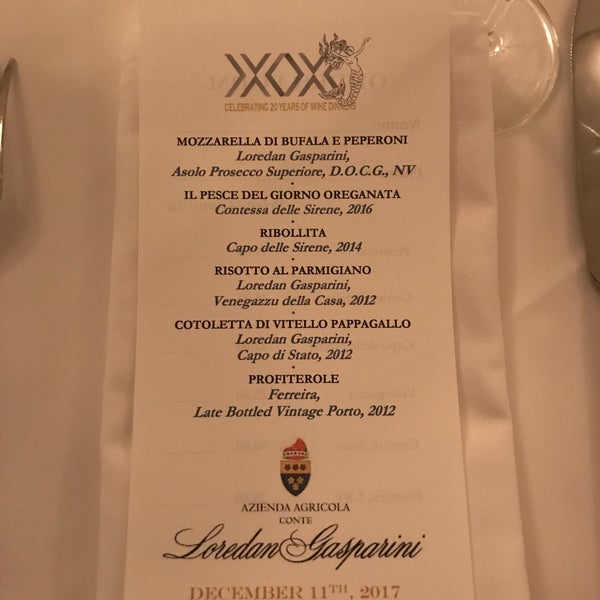 XXOX
CELEBRATING 20 YEARS OF WINE DINNERS
MOZZARELLA DI BUFALA E PEPERONI
Loredan Gasparini,
Asolo Prosecco Superiore, D.O.C.G., NV
IL PESCE DEL GIORNO OREGANATA
Contessa delle Sirene, 2016
RIBOLLITA
Capo delle Sirene, 2014
RISOTTO AL PARMIGIANO
Loredan Gasparini,
Venegazzu della Casa, 2012
COTOLETTA DI VITELLO PAPPAGALLO
Loredan Gasparini,
Capo di Stato, 2012
PROFITEROLE
Ferreira,
Late Bottled Vintage Porto, 2012
AZIENDA AGRICOLA
CONTE
Loredan Gasparini
DECEMBER 11TH, 2017